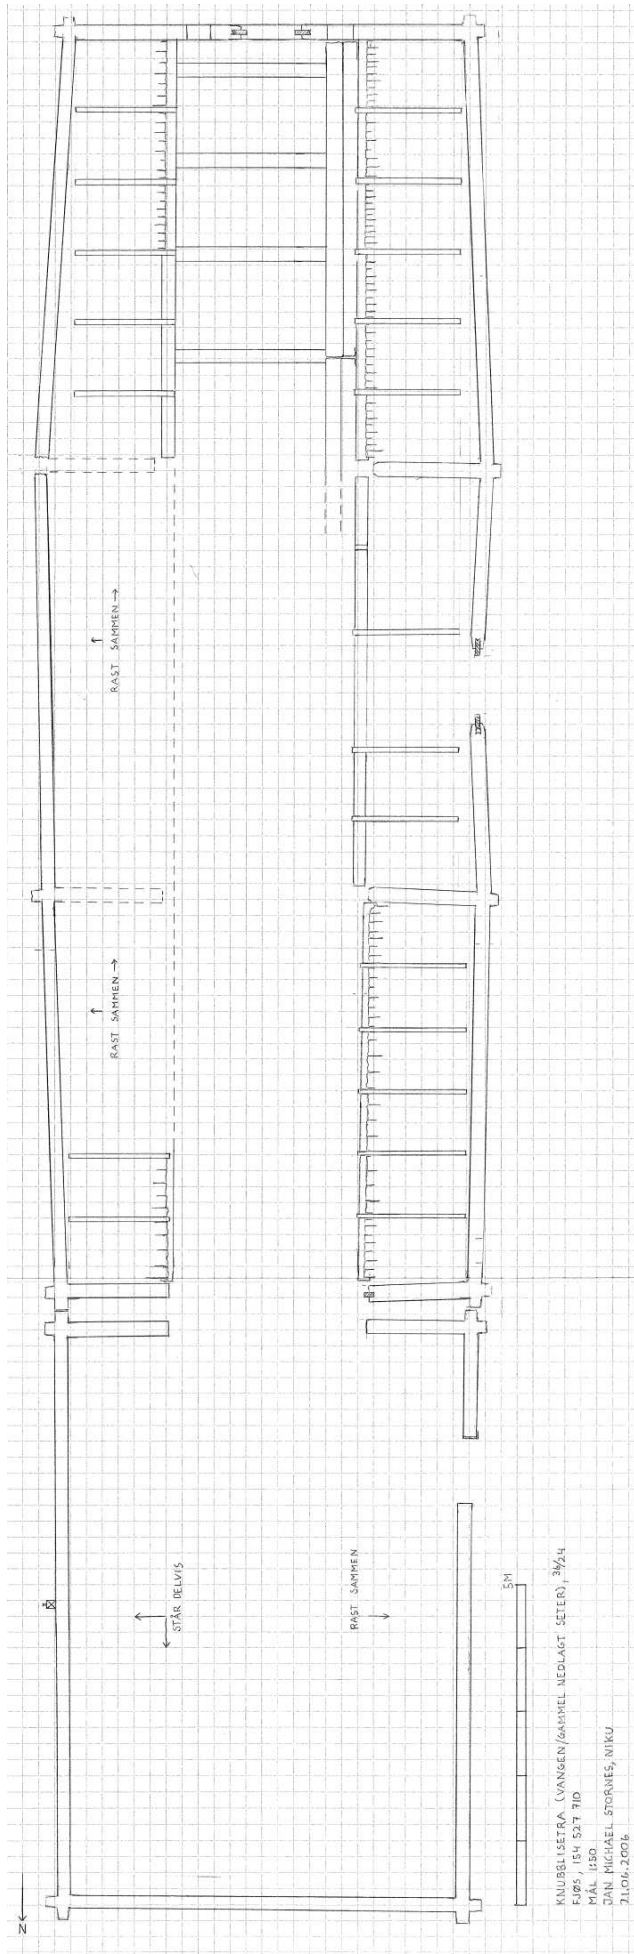 RAST SAMMEN
RAST SAMMEN
STÅR DELVIS
RAST SAMMEN
N
5M
KNUBBLISETRA (VANGEN/GAMMEL NEDLAGT SETER), 36/24
FJØS, 154 527 710
MÅL 1:50
JAN MICHAEL STORNES, NIKU
21.06.2006